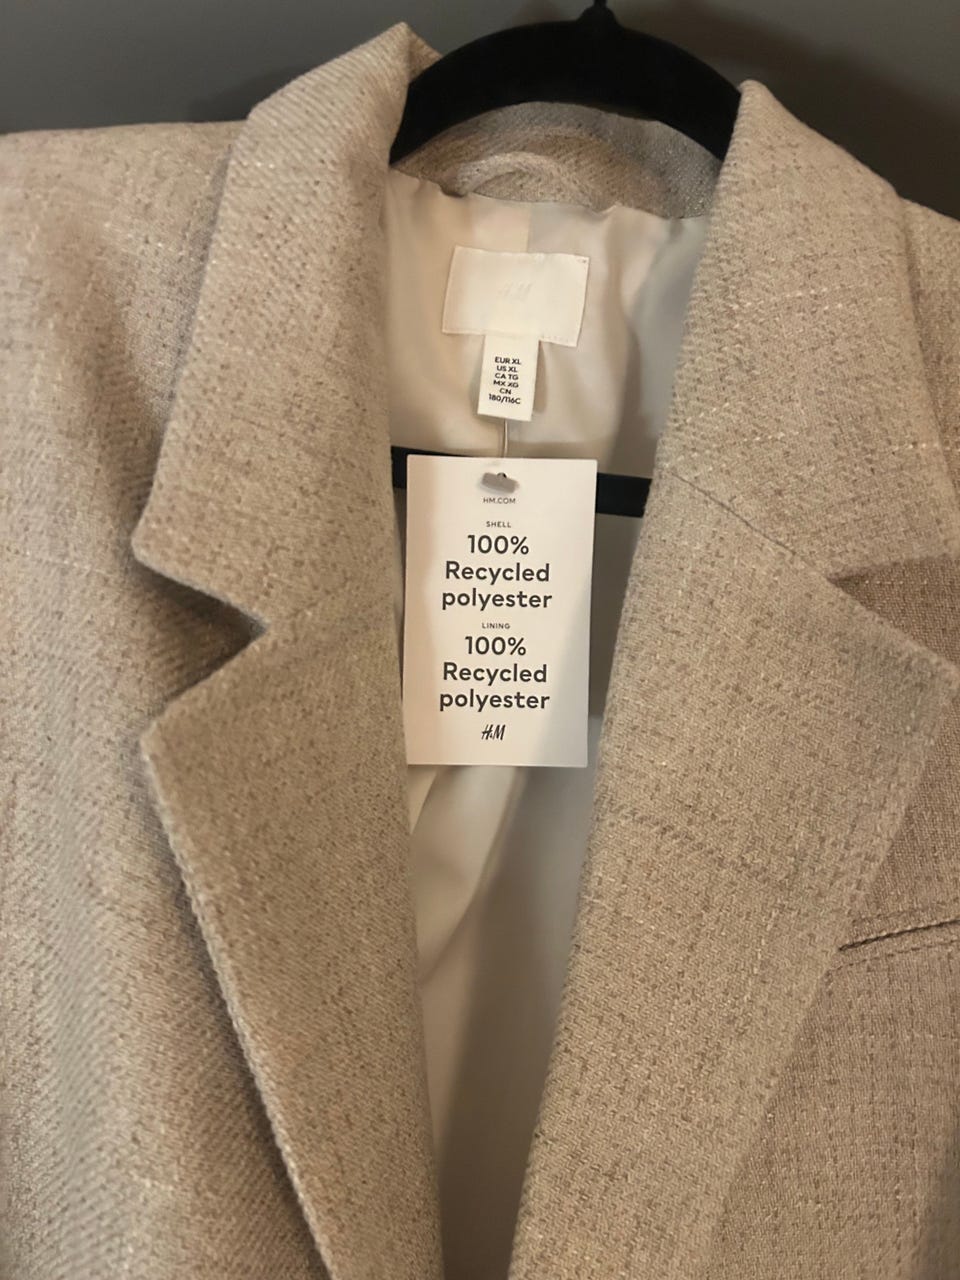 H&M
EUR XL
US XL
CA TG
MX XG
CN
180/116C
HM.COM
SHELL
100%
Recycled
polyester
LINING
100%
Recycled
polyester
H&M